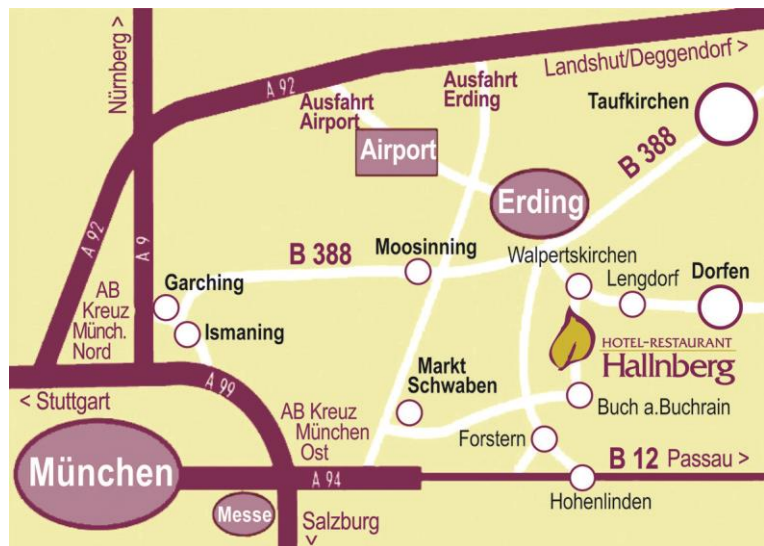 Nürnberg >
A 92
Ausfahrt
Airport
Ausfahrt
Erding
Landshut/Deggendorf >
Taufkirchen
Airport
B 388
Erding
A 92
A 9
B 388
Moosinning
Walpertskirchen
Garching
Lengdorf
Dorfen
AB
Kreuz
Münch.
Nord
Ismaning
HOTEL-RESTAURANT
Hallnberg
Markt
Schwaben
A 99
< Stuttgart
AB Kreuz
München
Ost
Buch a.Buchrain
Forstern
München
A 94
B 12 Passau >
Messe
Salzburg
>
Hohenlinden